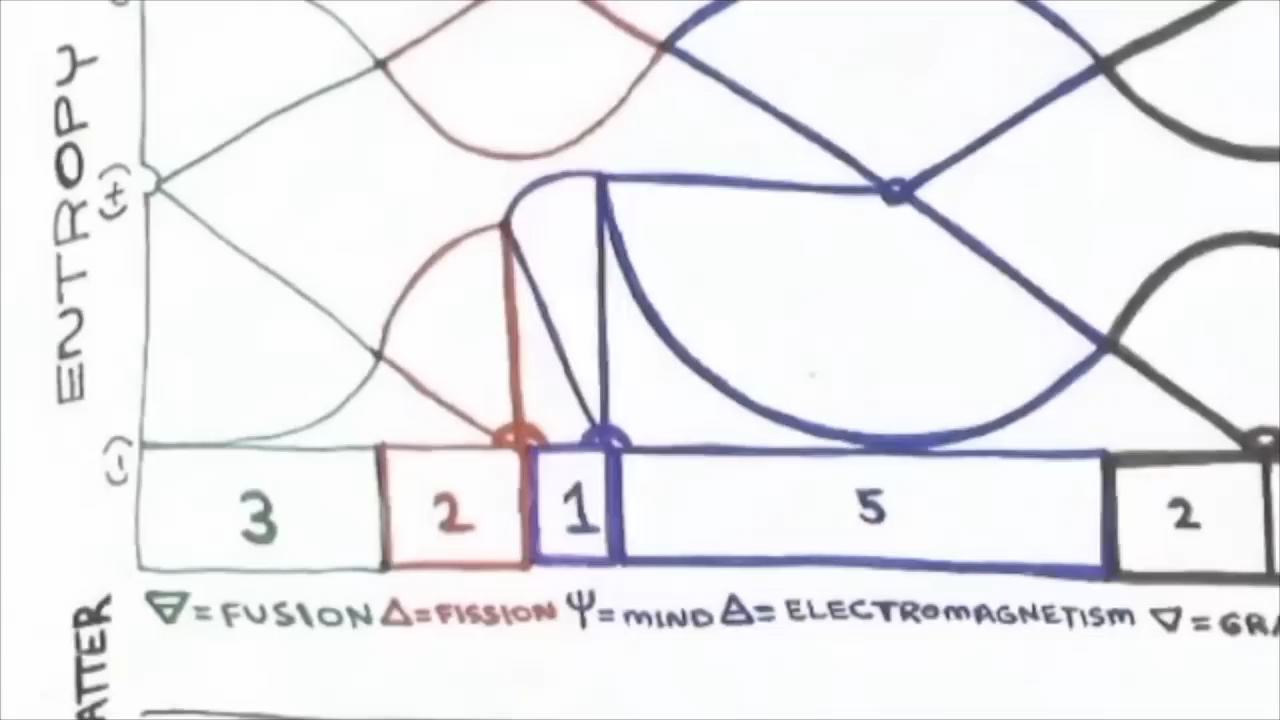 ENTROPY
(+)
(-)
3 2 1 5 2
= FUSION Δ=FISSION Ψ=MIND Δ= ELECTROMAGNETISM ▽=GRA
ATTER